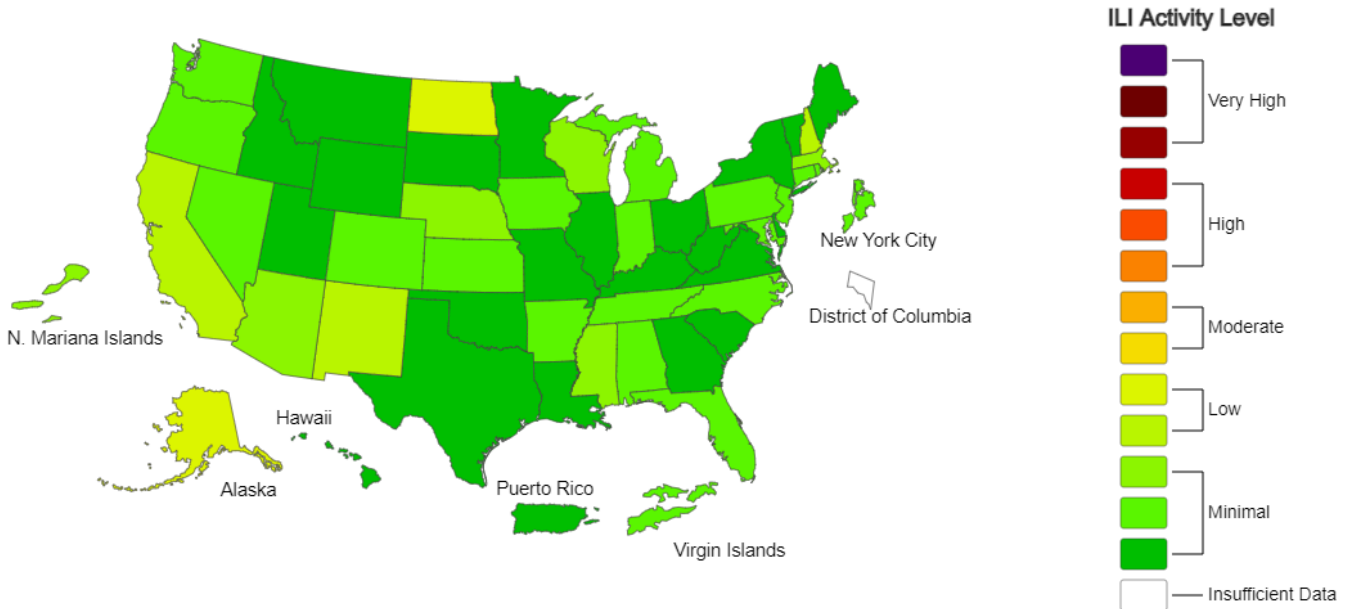 ILI Activity Level
Very High
High
Moderate
Low
Minimal
Insufficient Data
New York City
District of Columbia
N. Mariana Islands
Hawaii
Alaska
Puerto Rico
Virgin Islands